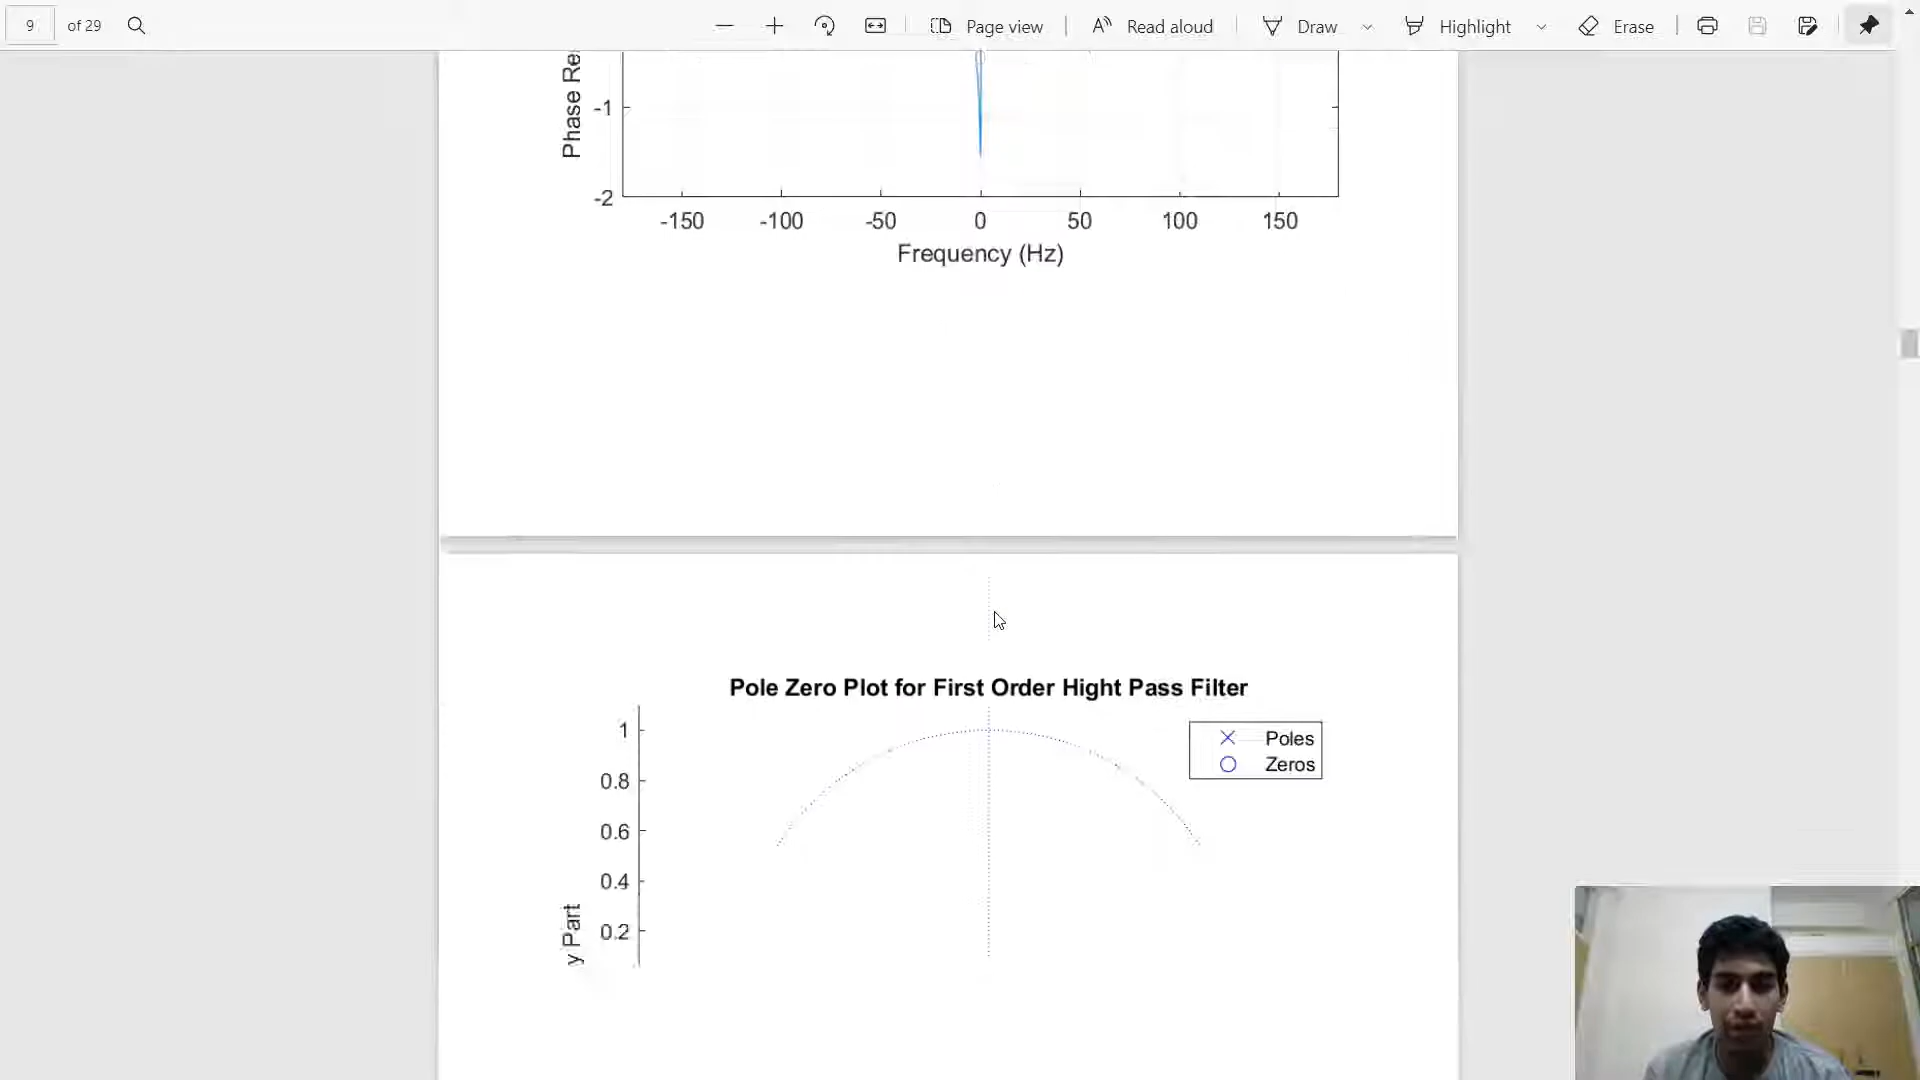 9 of 29 Page view Read aloud Draw Highlight Erase
Phase Re
-1
-2
-150 -100 -50 0 50 100 150
Frequency (Hz)
Pole Zero Plot for First Order Hight Pass Filter
1
Poles
Zeros
0.8
0.6
0.4
0.2
y Part